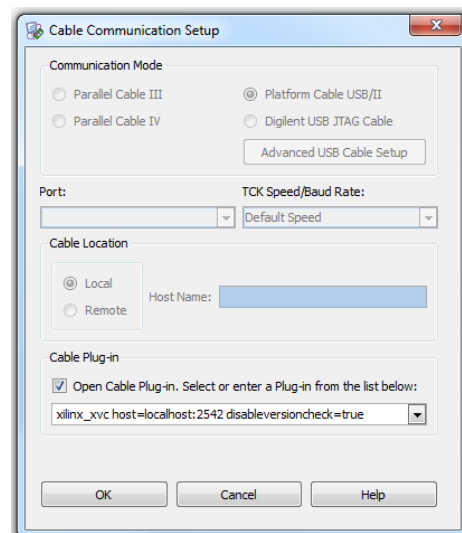 Cable Communication Setup
Communication Mode
Parallel Cable III
Platform Cable USB/II
Parallel Cable IV
Digilent USB JTAG Cable
Advanced USB Cable Setup
Port:
TCK Speed/Baud Rate:
Default Speed
Cable Location
Local
Host Name:
Remote
Cable Plug-in
Open Cable Plug-in. Select or enter a Plug-in from the list below:
xilinx_xvc host=localhost:2542 disableversioncheck=true
OK
Cancel
Help